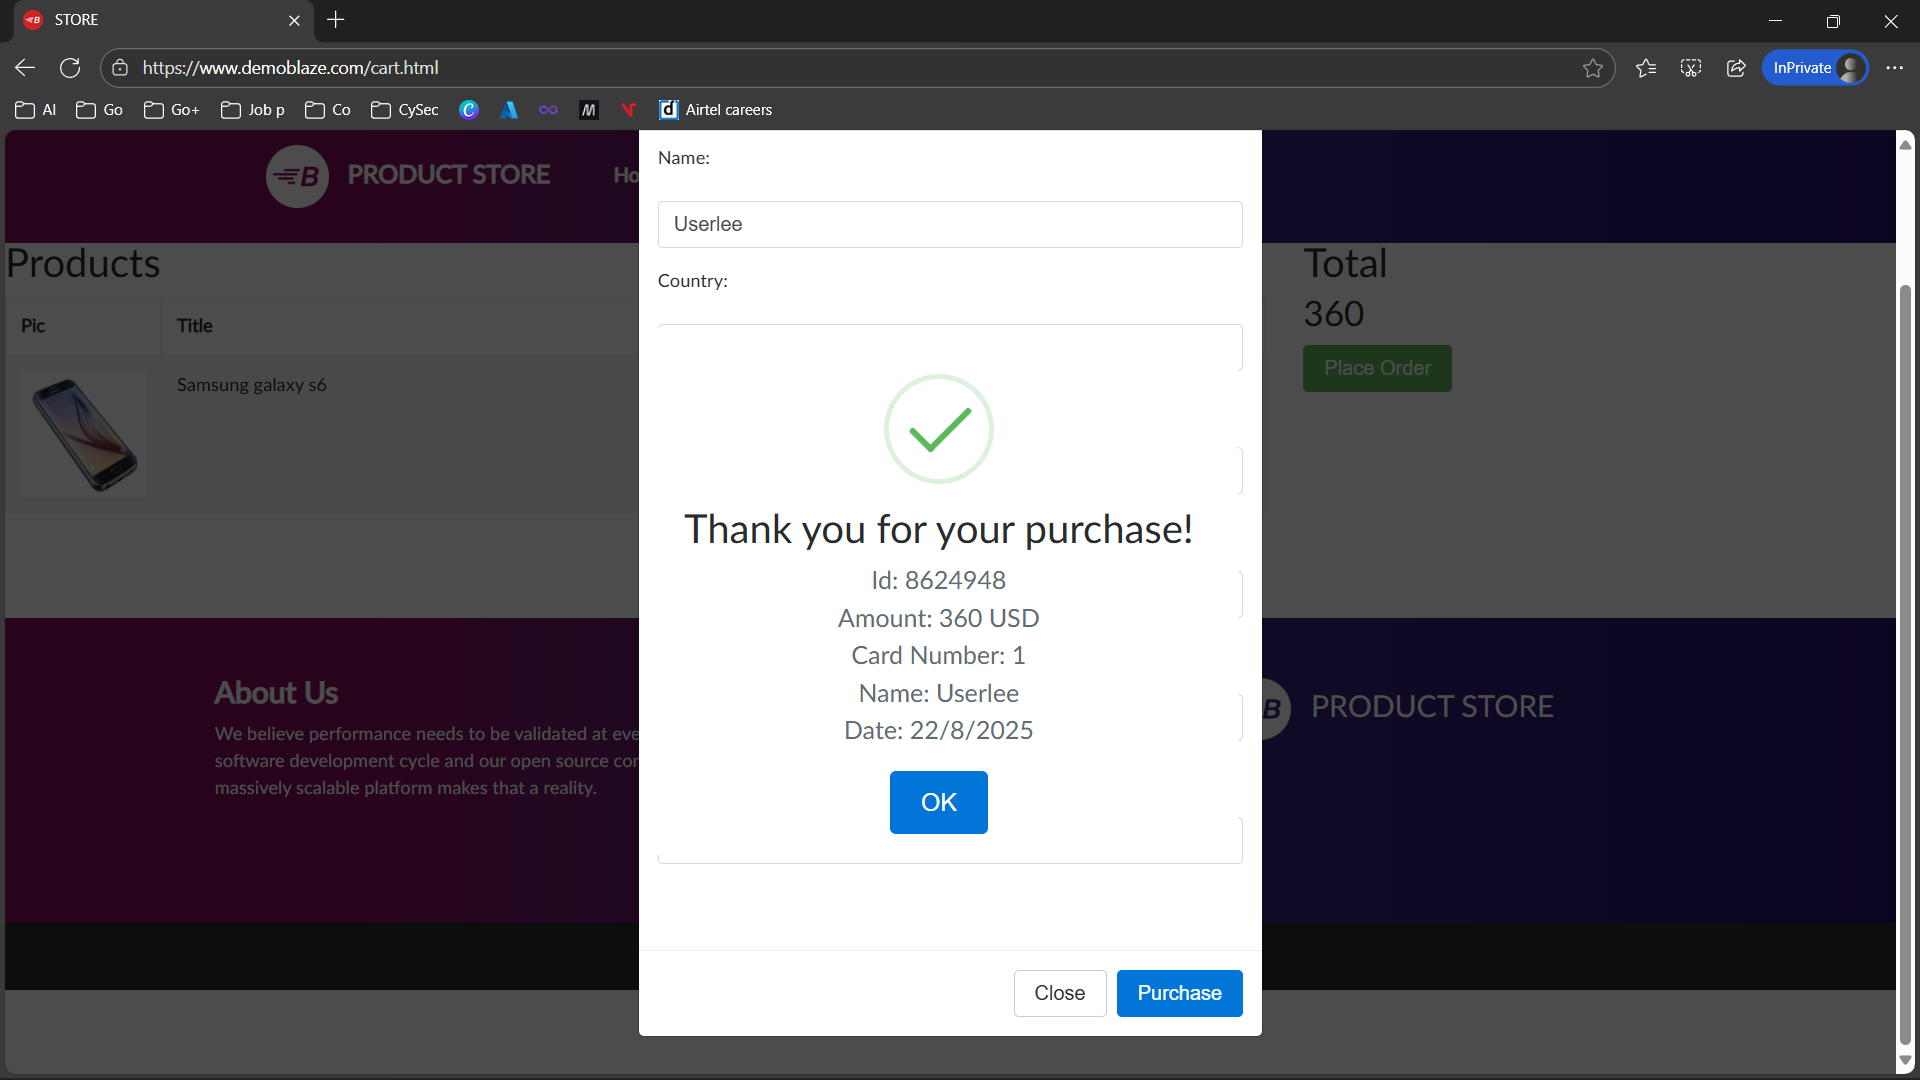 STORE
https://www.demoblaze.com/cart.html
InPrivate
AI
Go
Go+
Job p
Co
CySec
Airtel careers
PRODUCT STORE
Ho
Name:
Userlee
Country:
Products
Pic
Title
Samsung galaxy s6
Total
360
Place Order
Thank you for your purchase!
Id: 8624948
Amount: 360 USD
Card Number: 1
Name: Userlee
Date: 22/8/2025
OK
About Us
We believe performance needs to be validated at eve
software development cycle and our open source cor
massively scalable platform makes that a reality.
B PRODUCT STORE
Close
Purchase